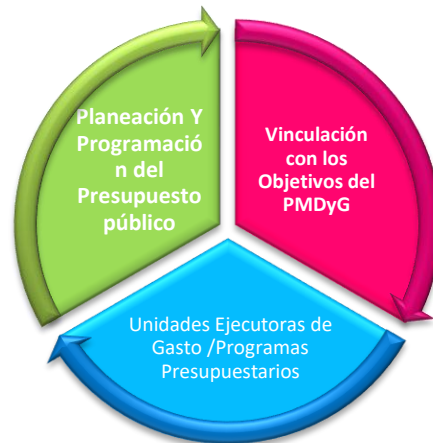 Planeación Y
Programació
n del
Presupuesto
público
Vinculación
con los
Objetivos del
PMDyG
Unidades Ejecutoras de
Gasto /Programas
Presupuestarios